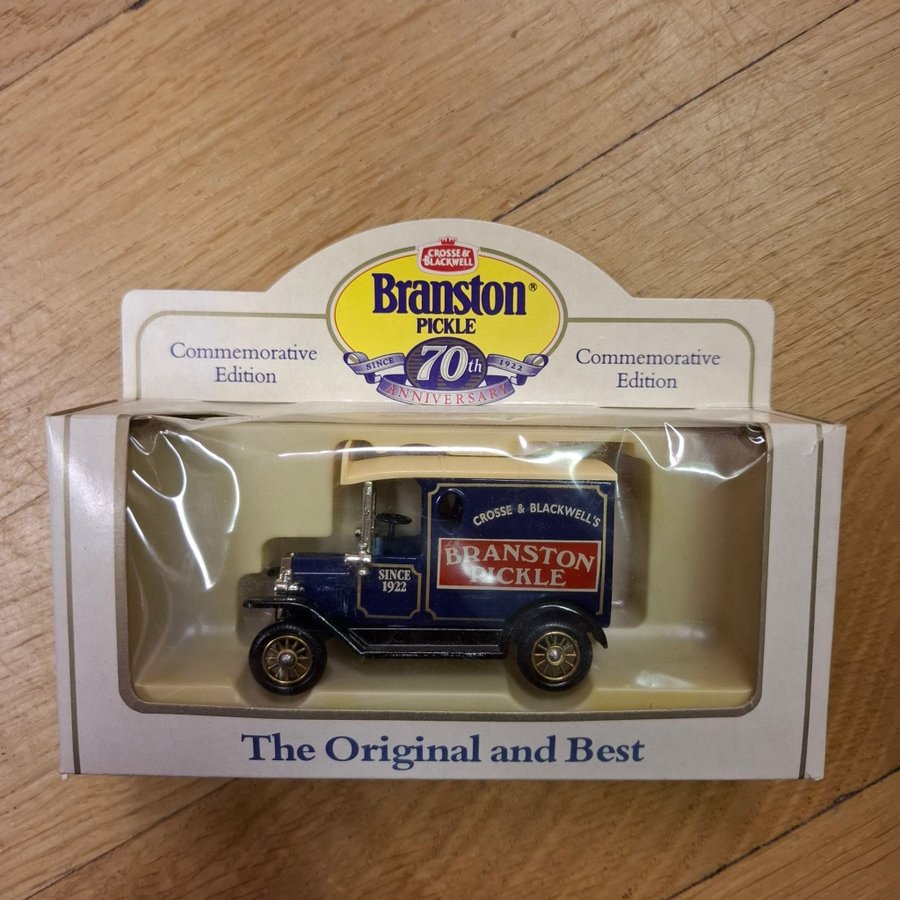 CROSSE &
BLACKWELL
Branston®
PICKLE
Commemorative
Edition
SINCE 70th 1922
ANNIVERSARY
Commemorative
Edition
CROSSE & BLACKWELL'S
BRANSTON
PICKLE
SINCE
1922
The Original and Best